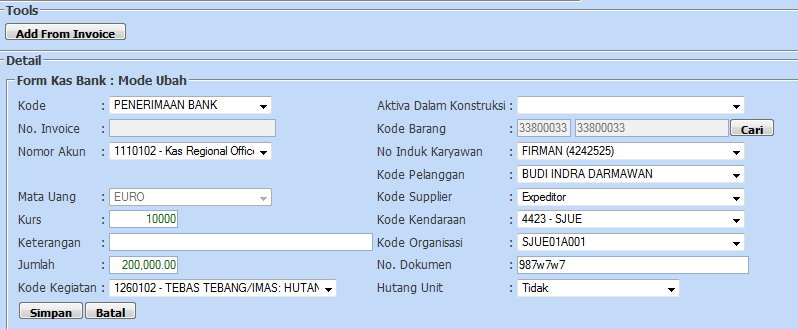 Tools
Add From Invoice
Detail
Form Kas Bank : Mode Ubah
Kode : PENERIMAAN BANK
Aktiva Dalam Konstruksi :
No. Invoice :
Kode Barang : 33800033 33800033 Cari
Nomor Akun : 1110102 - Kas Regional Offic
No Induk Karyawan : FIRMAN (4242525)
Kode Pelanggan : BUDI INDRA DARMAWAN
Mata Uang : EURO
Kode Supplier : Expeditor
Kurs : 10000
Kode Kendaraan : 4423 - SJUE
Keterangan :
Kode Organisasi : SJUE01A001
Jumlah : 200,000.00
No. Dokumen : 987w7w7
Kode Kegiatan : 1260102 - TEBAS TEBANG/IMAS: HUTAN
Hutang Unit : Tidak
Simpan Batal